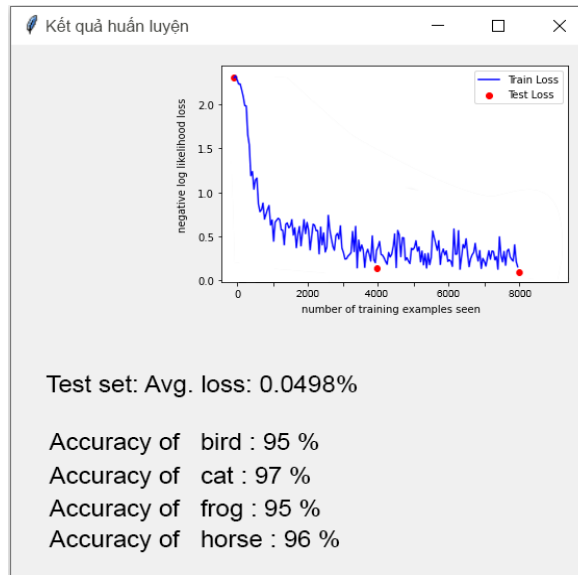 Kết quả huấn luyện
Train Loss
Test Loss
negative log likelihood loss
2.0
1.5
1.0
0.5
0.0
0 2000 4000 6000 8000
number of training examples seen
Test set: Avg. loss: 0.0498%
Accuracy of bird : 95 %
Accuracy of cat : 97 %
Accuracy of frog : 95 %
Accuracy of horse : 96 %